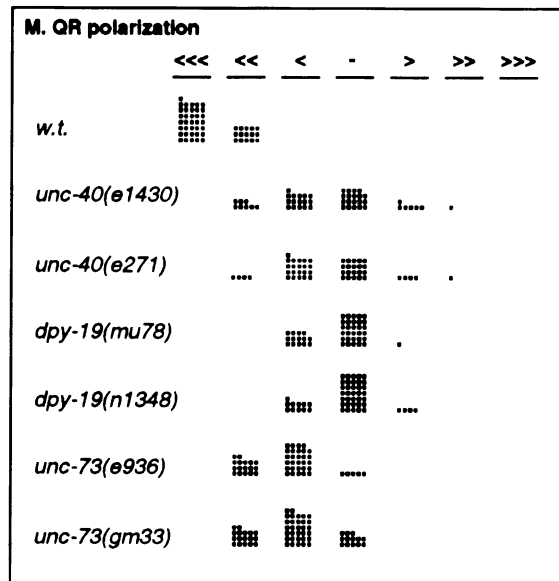 M. QR polarization
<<< << < - > >> >>>
w.t.
unc-40(e1430)
unc-40(e271)
dpy-19(mu78)
dpy-19(n1348)
unc-73(e936)
unc-73(gm33)